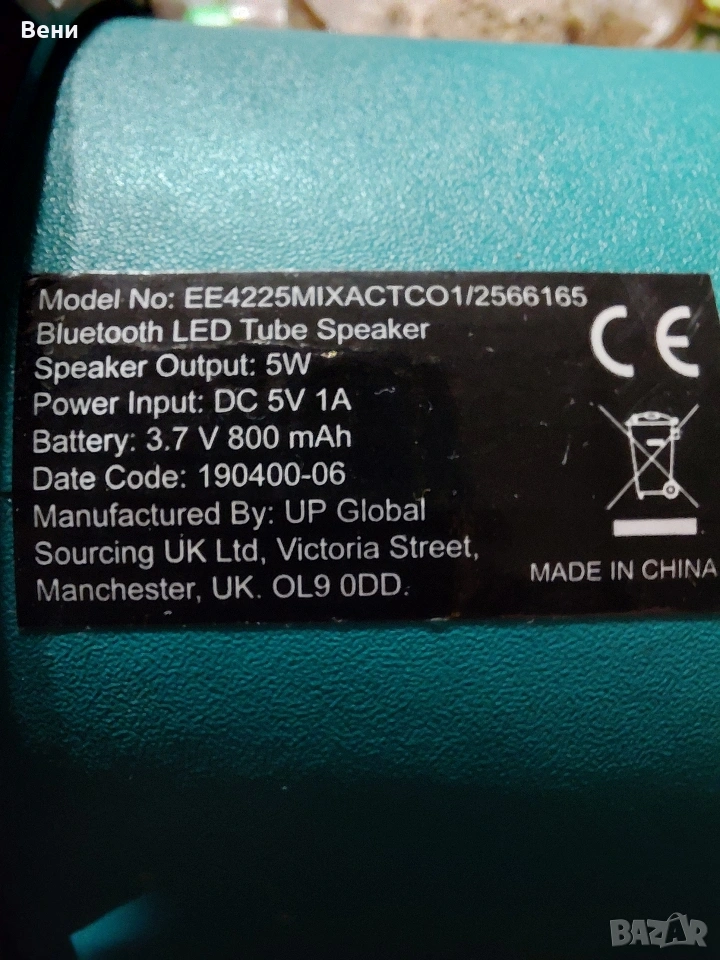 Вени
Model No: EE4225MIXACTCO1/2566165
Bluetooth LED Tube Speaker
Speaker Output: 5W
Power Input: DC 5V 1A
Battery: 3.7 V 800 mAh
Date Code: 190400-06
Manufactured By: UP Global
Sourcing UK Ltd, Victoria Street,
Manchester, UK. OL9 0DD.
CE
MADE IN CHINA
BAZAR